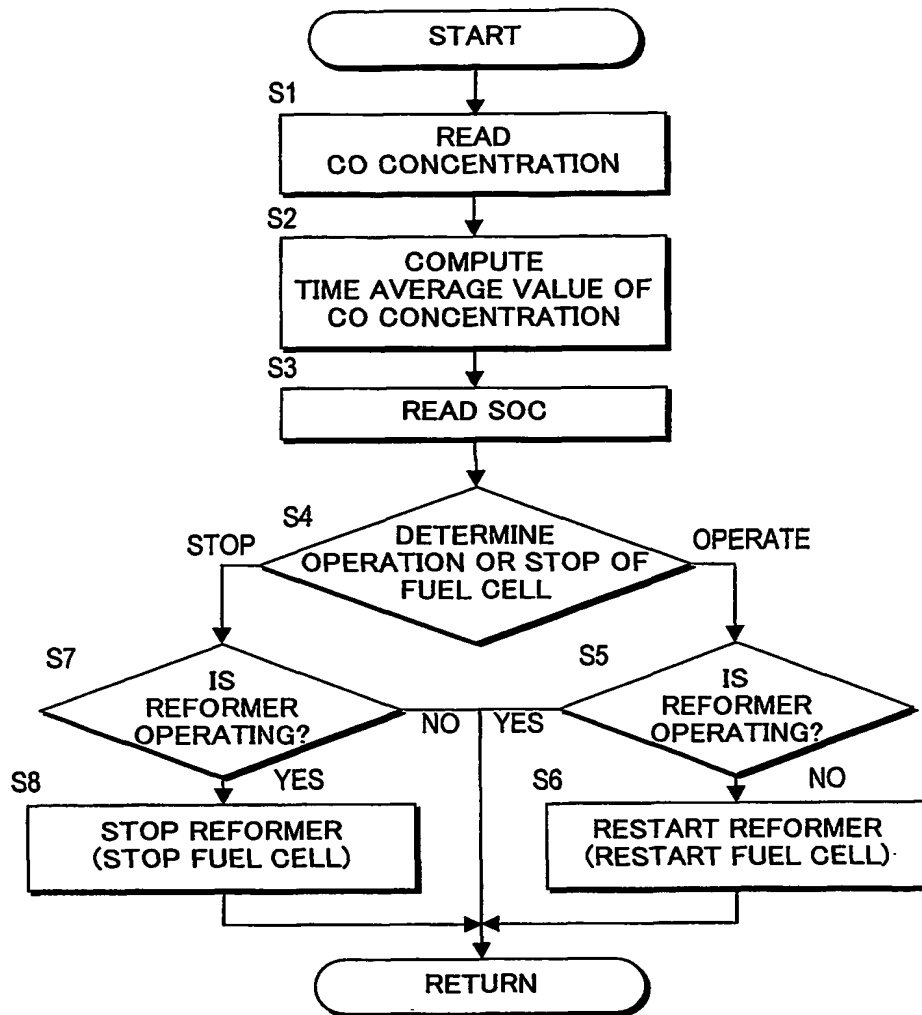 START
S1
READ
CO CONCENTRATION
S2
COMPUTE
TIME AVERAGE VALUE OF
CO CONCENTRATION
S3
READ SOC
S4
DETERMINE
OPERATION OR STOP OF
FUEL CELL
STOP
OPERATE
S7
IS
REFORMER
OPERATING?
NO
YES
S5
IS
REFORMER
OPERATING?
S8
YES
STOP REFORMER
(STOP FUEL CELL)
S6
NO
RESTART REFORMER
(RESTART FUEL CELL)
RETURN